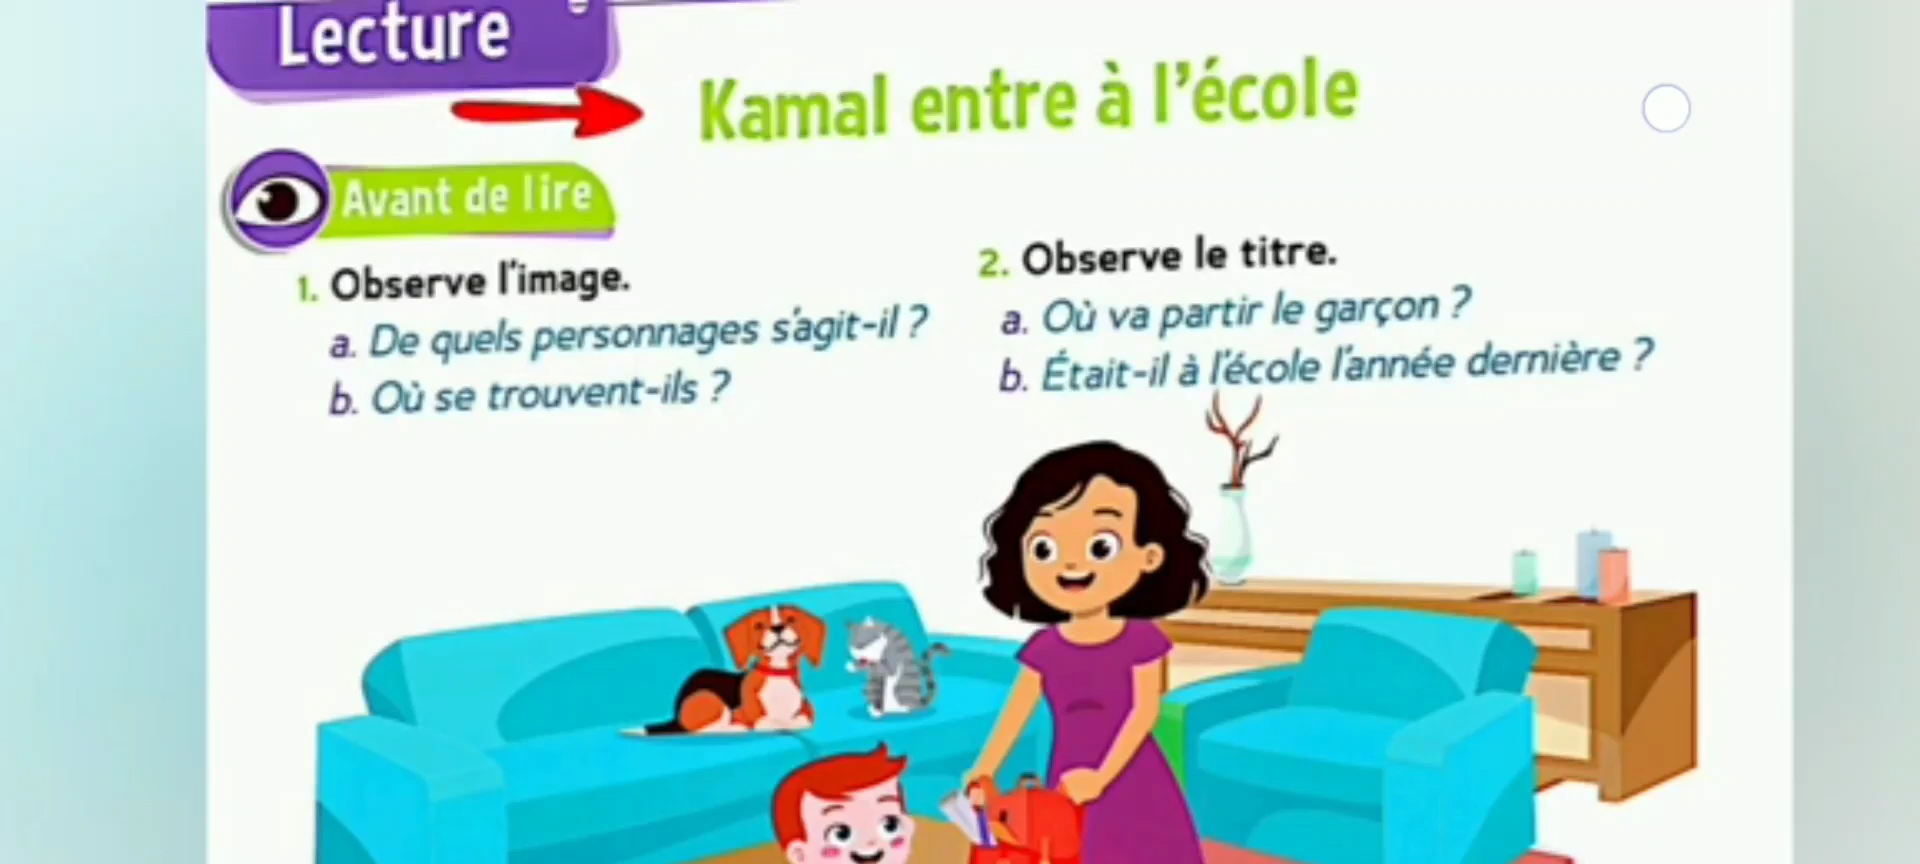 Lecture
Kamal entre à l'école
Avant de lire
1. Observe l'image.
a. De quels personnages s'agit-il ?
b. Où se trouvent-ils ?
2. Observe le titre.
a. Où va partir le garçon ?
b. Était-il à l'école l'année dernière ?